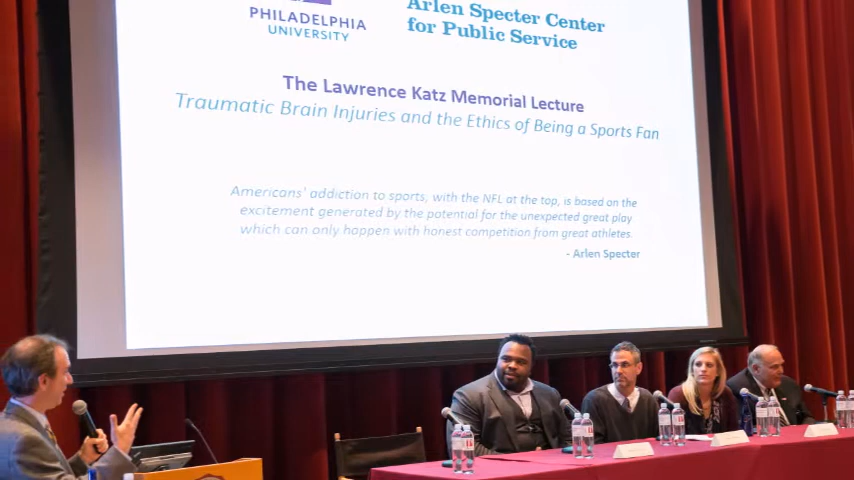 PHILADELPHIA
UNIVERSITY
Arlen Specter Center
for Public Service
The Lawrence Katz Memorial Lecture
Traumatic Brain Injuries and the Ethics of Being a Sports Fan
Americans' addiction to sports, with the NFL at the top, is based on the
excitement generated by the potential for the unexpected great play
which can only happen with honest competition from great athletes.
- Arlen Specter